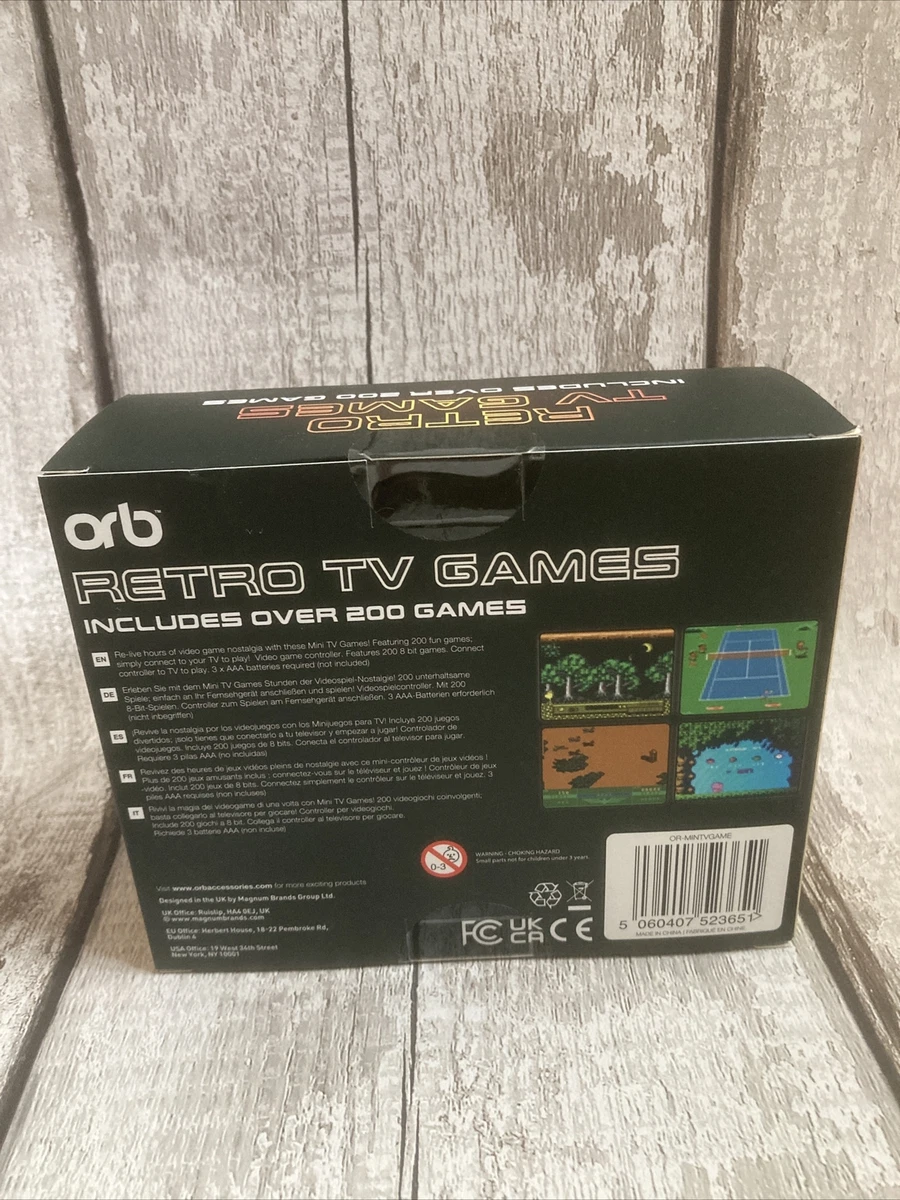 INCLUDES OVER 200 GAMES
RETRO
TV GAMES
orb™
RETRO TV GAMES
INCLUDES OVER 200 GAMES
EN
Re-live hours of video game nostalgia with these Mini TV Games! Featuring 200 fun games;
simply connect to your TV to play! Video game controller. Features 200 8 bit games. Connect
controller to TV to play. 3 x AAA batteries required (not included)
DE
Erleben Sie mit dem Mini TV Games Stunden der Videospiel-Nostalgie! 200 unterhaltsame
Spiele; einfach an Ihr Fernsehgerät anschließen und spielen! Videospielcontroller. Mit 200
8-Bit-Spielen. Controller zum Spielen am Fernsehgerät anschließen. 3 AAA-Batterien erforderlich
(nicht inbegriffen)
ES
¡Revive la nostalgia por los videojuegos con los Minijuegos para TV! Incluye 200 juegos
divertidos; ¡solo tienes que conectarlo a tu televisor y empezar a jugar! Controlador de
videojuegos. Incluye 200 juegos de 8 bits. Conecta el controlador al televisor para jugar.
Requiere 3 pilas AAA (no incluidas)
FR
Revivez des heures de jeux vidéos pleins de nostalgie avec ce mini-contrôleur de jeux vidéos !
Plus de 200 jeux amusants inclus ; connectez-vous sur le téléviseur et jouez ! Contrôleur de jeux
-vidéo. Inclut 200 jeux de 8 bits. Connectez simplement le contrôleur sur le téléviseur et jouez. 3
piles AAA requises (non incluses)
IT
Rivivi la magia dei videogame di una volta con Mini TV Games! 200 videogiochi coinvolgenti;
basta collegarlo al televisore per giocare! Controller per videogiochi.
Include 200 giochi a 8 bit. Collega il controller al televisore per giocare.
Richiede 3 batterie AAA (non incluse)
0-3
WARNING - CHOKING HAZARD
Small parts not for children under 3 years.
Visit www.orbaccessories.com for more exciting products
Designed in the UK by Magnum Brands Group Ltd.
UK Office: Ruislip, HA4 0EJ, UK
© www.magnumbrands.com
EU Office: Herbert House, 18-22 Pembroke Rd,
Dublin 4
USA Office: 19 West 34th Street
New York, NY 10001
FC UK CA CE
OR-MINTVGAME
5 060407 523651>
MADE IN CHINA / FABRIQUÉ EN CHINE